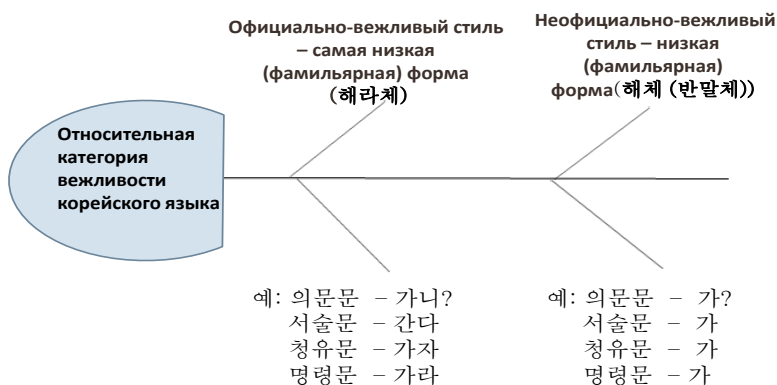 Официально-вежливый стиль
– самая низкая
(фамильярная) форма
(해라체)
Неофициально-вежливый
стиль – низкая
(фамильярная)
форма(해체 (반말체))
Относительная
категория
вежливости
корейского языка
예: 의문문 – 가니?
서술문 – 간다
청유문 – 가자
명령문 – 가라
예: 의문문 – 가?
서술문 – 가
청유문 – 가
명령문 – 가